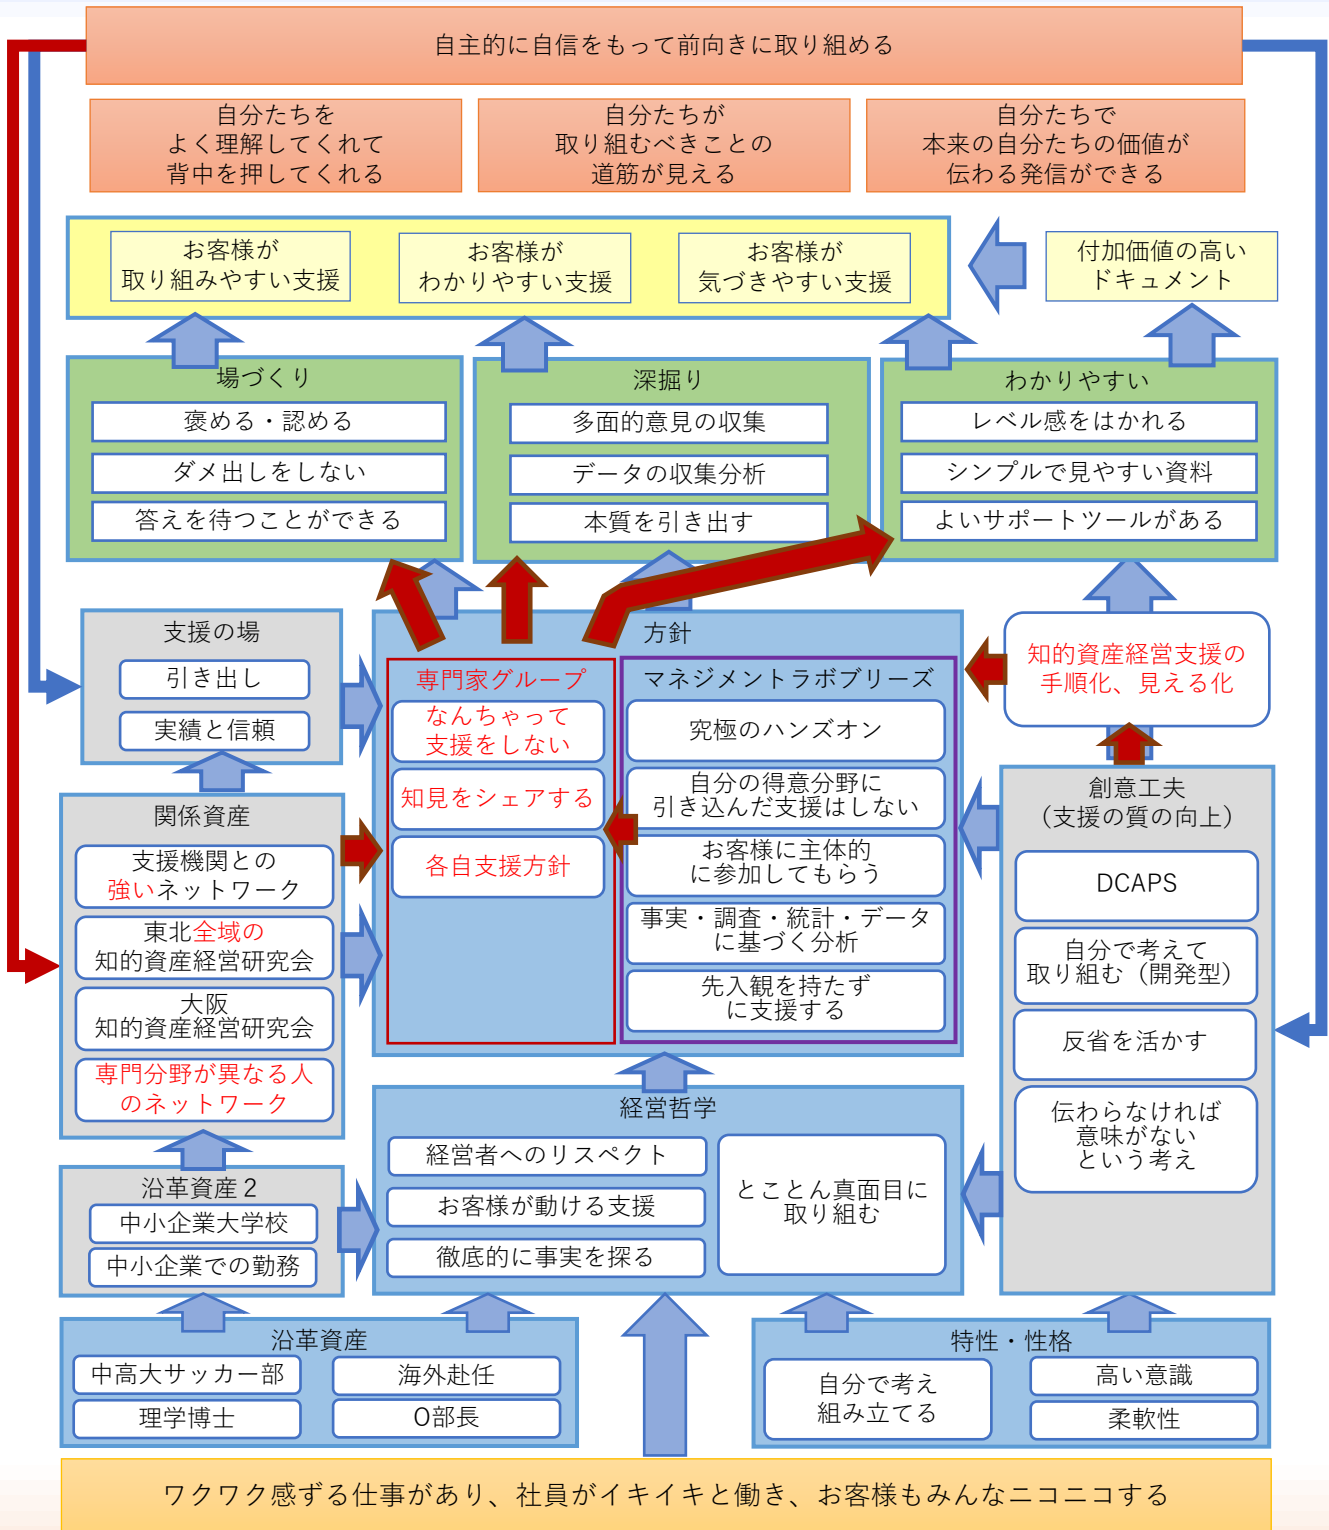 自主的に自信をもって前向きに取り組める
自分たちを
よく理解してくれて
背中を押してくれる
自分たちが
取り組むべきことの
道筋が見える
自分たちで
本来の自分たちの価値が
伝わる発信ができる
お客様が
取り組みやすい支援
お客様が
わかりやすい支援
お客様が
気づきやすい支援
付加価値の高い
ドキュメント
場づくり
褒める・認める
ダメ出しをしない
答えを待つことができる
深掘り
多面的意見の収集
データの収集分析
本質を引き出す
わかりやすい
レベル感をはかれる
シンプルで見やすい資料
よいサポートツールがある
支援の場
引き出し
実績と信頼
方針
専門家グループ
なんちゃって
支援をしない
知見をシェアする
各自支援方針
マネジメントラボブリーズ
究極のハンズオン
自分の得意分野に
引き込んだ支援はしない
お客様に主体的
に参加してもらう
事実・調査・統計・データ
に基づく分析
先入観を持たず
に支援する
知的資産経営支援の
手順化、見える化
関係資産
支援機関との
強いネットワーク
東北全域の
知的資産経営研究会
大阪
知的資産経営研究会
専門分野が異なる人
のネットワーク
創意工夫
（支援の質の向上）
DCAPS
自分で考えて
取り組む（開発型）
反省を活かす
伝わらなければ
意味がない
という考え
経営哲学
経営者へのリスペクト
お客様が動ける支援
徹底的に事実を探る
とことん真面目に
取り組む
沿革資産２
中小企業大学校
中小企業での勤務
沿革資産
中高大サッカー部
海外赴任
理学博士
O部長
特性・性格
自分で考え
組み立てる
高い意識
柔軟性
ワクワク感ずる仕事があり、社員がイキイキと働き、お客様もみんなニコニコする